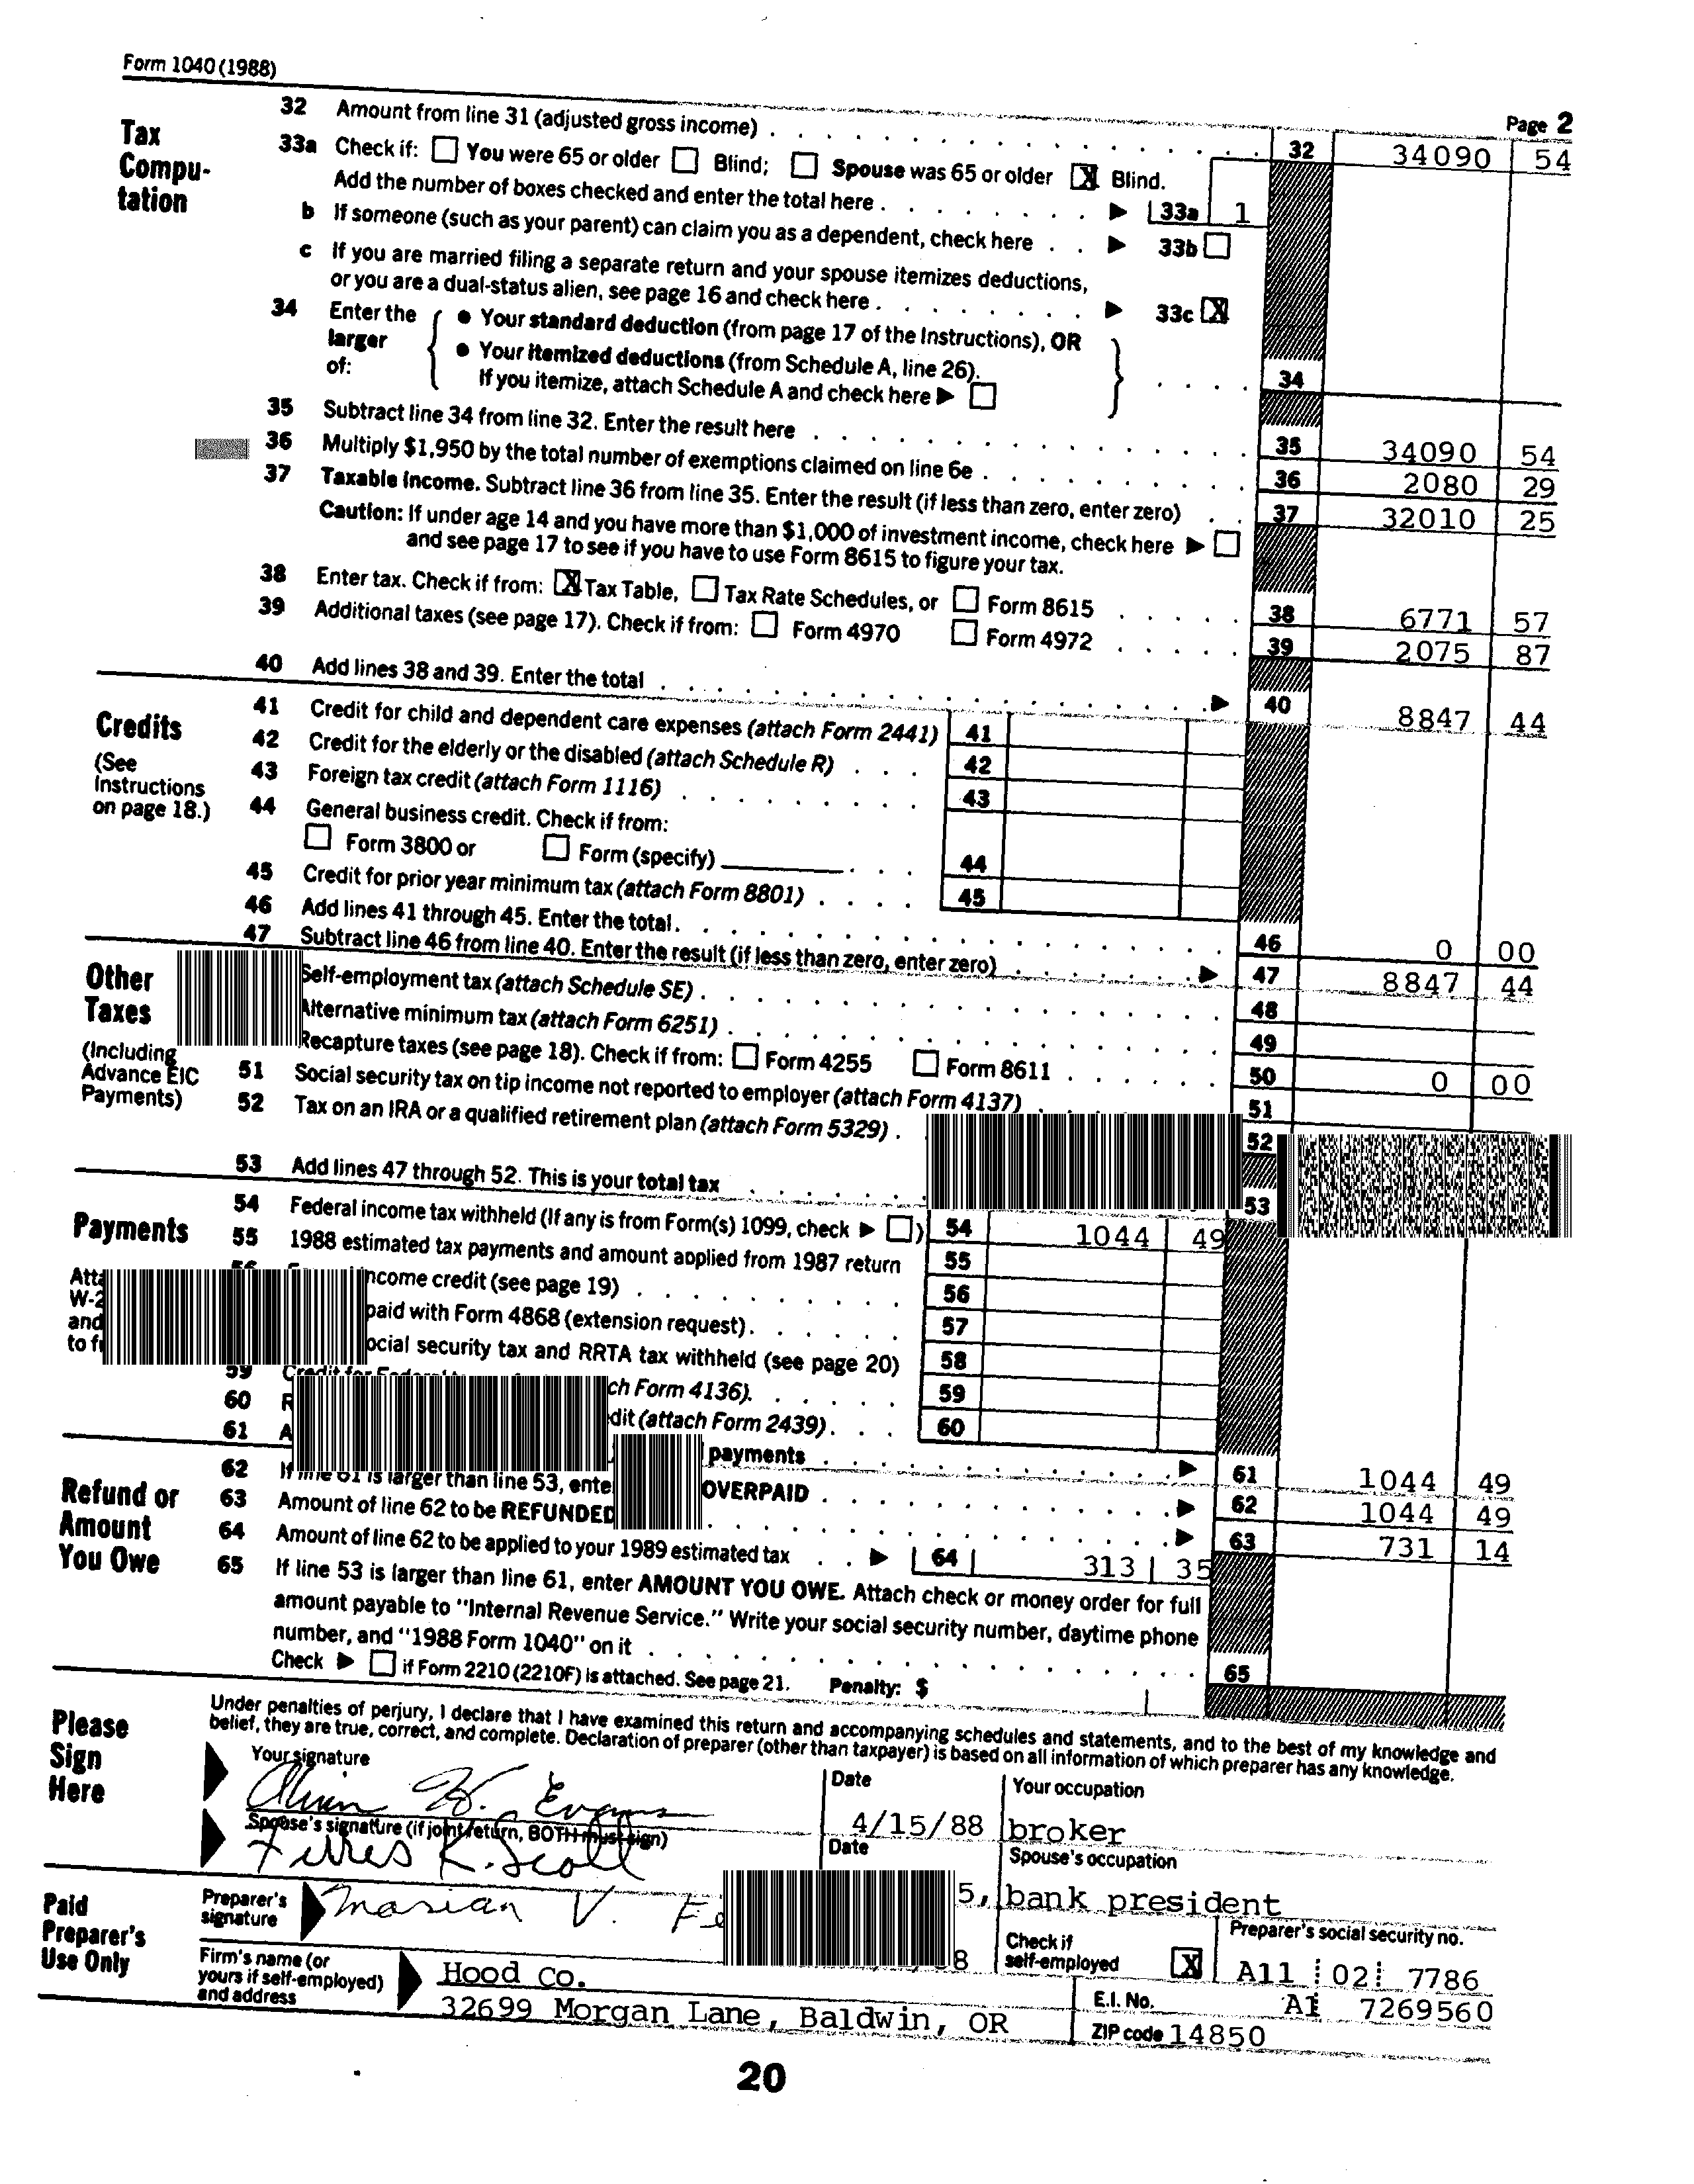 Form 1040 (1988)
Page 2
Tax Compu- tation
32 Amount from line 31 (adjusted gross income) 32 34090 54
33a Check if: You were 65 or older Blind; Spouse was 65 or older X Blind.
Add the number of boxes checked and enter the total here 33a 1
b If someone (such as your parent) can claim you as a dependent, check here 33b
c If you are married filing a separate return and your spouse itemizes deductions,
or you are a dual-status alien, see page 16 and check here 33c X
34 Enter the larger of:
• Your standard deduction (from page 17 of the Instructions), OR
• Your itemized deductions (from Schedule A, line 26).
If you itemize, attach Schedule A and check here 34
35 Subtract line 34 from line 32. Enter the result here 35 34090 54
36 Multiply $1,950 by the total number of exemptions claimed on line 6e 36 2080 29
37 Taxable income. Subtract line 36 from line 35. Enter the result (if less than zero, enter zero) 37 32010 25
Caution: If under age 14 and you have more than $1,000 of investment income, check here
and see page 17 to see if you have to use Form 8615 to figure your tax.
38 Enter tax. Check if from: X Tax Table, Tax Rate Schedules, or Form 8615 38 6771 57
39 Additional taxes (see page 17). Check if from: Form 4970 Form 4972 39 2075 87
40 Add lines 38 and 39. Enter the total 40 8847 44
Credits
(See Instructions on page 18.)
41 Credit for child and dependent care expenses (attach Form 2441) 41
42 Credit for the elderly or the disabled (attach Schedule R) 42
43 Foreign tax credit (attach Form 1116) 43
44 General business credit. Check if from:
Form 3800 or Form (specify) 44
45 Credit for prior year minimum tax (attach Form 8801) 45
46 Add lines 41 through 45. Enter the total. 46 0 00
47 Subtract line 46 from line 40. Enter the result (if less than zero, enter zero) 47 8847 44
Other Taxes
(Including Advance EIC Payments)
Self-employment tax (attach Schedule SE) 48
Alternative minimum tax (attach Form 6251) 49
Recapture taxes (see page 18). Check if from: Form 4255 Form 8611 50 0 00
51 Social security tax on tip income not reported to employer (attach Form 4137) 51
52 Tax on an IRA or a qualified retirement plan (attach Form 5329) 52
53 Add lines 47 through 52. This is your total tax 53
Payments
54 Federal income tax withheld (If any is from Form(s) 1099, check ) 54 1044 49
55 1988 estimated tax payments and amount applied from 1987 return 55
income credit (see page 19) 56
paid with Form 4868 (extension request) 57
social security tax and RRTA tax withheld (see page 20) 58
59 Credit for Form 4136). 59
60 (attach Form 2439) 60
61 payments 61 1044 49
Refund or Amount You Owe
62 If line 61 is larger than line 53, OVERPAID 62 1044 49
63 Amount of line 62 to be REFUNDED 63 731 14
64 Amount of line 62 to be applied to your 1989 estimated tax 64 313 35
65 If line 53 is larger than line 61, enter AMOUNT YOU OWE. Attach check or money order for full
amount payable to "Internal Revenue Service." Write your social security number, daytime phone
number, and "1988 Form 1040" on it 65
Check if Form 2210 (2210F) is attached. See page 21. Penalty: $
Please Sign Here
Under penalties of perjury, I declare that I have examined this return and accompanying schedules and statements, and to the best of my knowledge and
belief, they are true, correct, and complete. Declaration of preparer (other than taxpayer) is based on all information of which preparer has any knowledge.
Your signature Date Your occupation
K. Evans 4/15/88 broker
Spouse's signature (if joint return, BOTH must sign) Date Spouse's occupation
K. Scott 5, bank president
Paid Preparer's Use Only
Preparer's signature Marian V. 8 Check if self-employed X Preparer's social security no. A11 02 7786
Firm's name (or yours if self-employed) and address Hood Co. E.I. No. A1 7269560
32699 Morgan Lane, Baldwin, OR ZIP code 14850
20